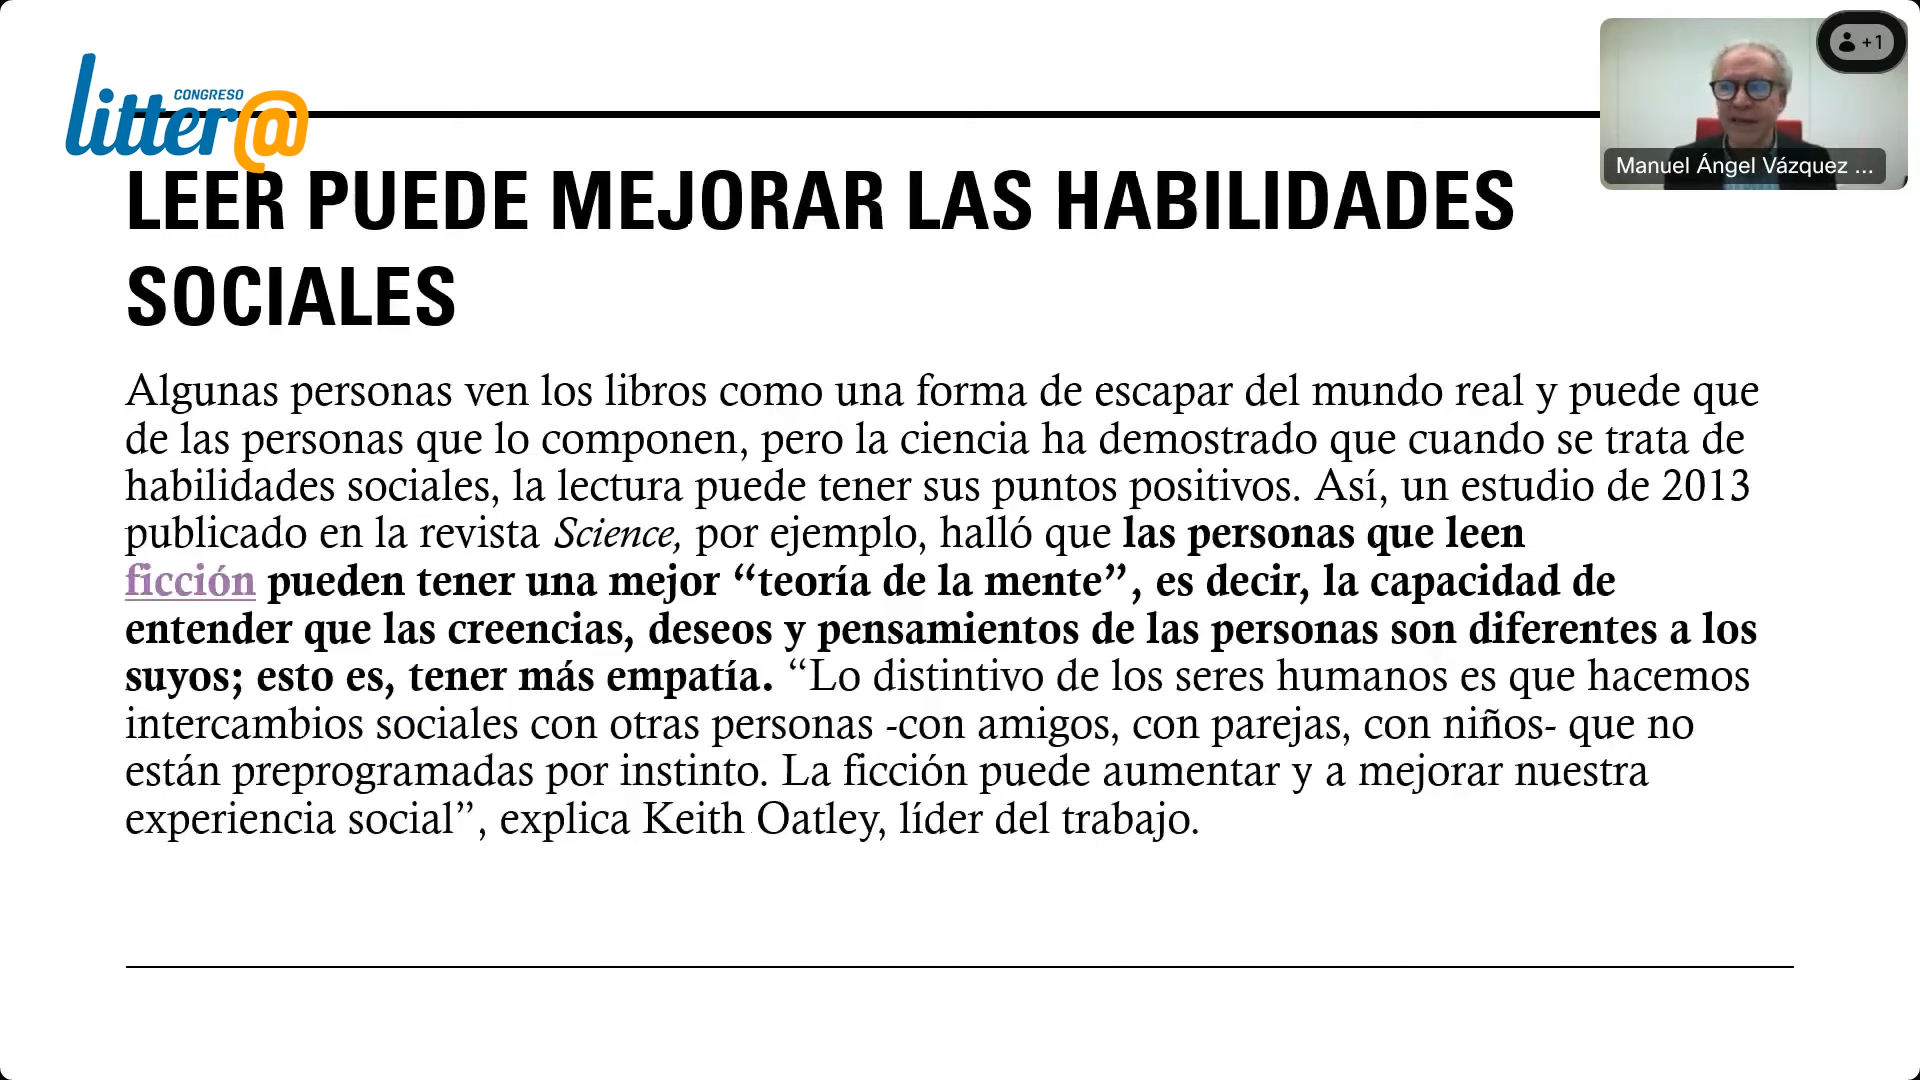 CONGRESO
litter@
+1
Manuel Ángel Vázquez ...
LEER PUEDE MEJORAR LAS HABILIDADES
SOCIALES
Algunas personas ven los libros como una forma de escapar del mundo real y puede que
de las personas que lo componen, pero la ciencia ha demostrado que cuando se trata de
habilidades sociales, la lectura puede tener sus puntos positivos. Así, un estudio de 2013
publicado en la revista Science, por ejemplo, halló que las personas que leen
ficción pueden tener una mejor “teoría de la mente”, es decir, la capacidad de
entender que las creencias, deseos y pensamientos de las personas son diferentes a los
suyos; esto es, tener más empatía. “Lo distintivo de los seres humanos es que hacemos
intercambios sociales con otras personas -con amigos, con parejas, con niños- que no
están preprogramadas por instinto. La ficción puede aumentar y a mejorar nuestra
experiencia social”, explica Keith Oatley, líder del trabajo.